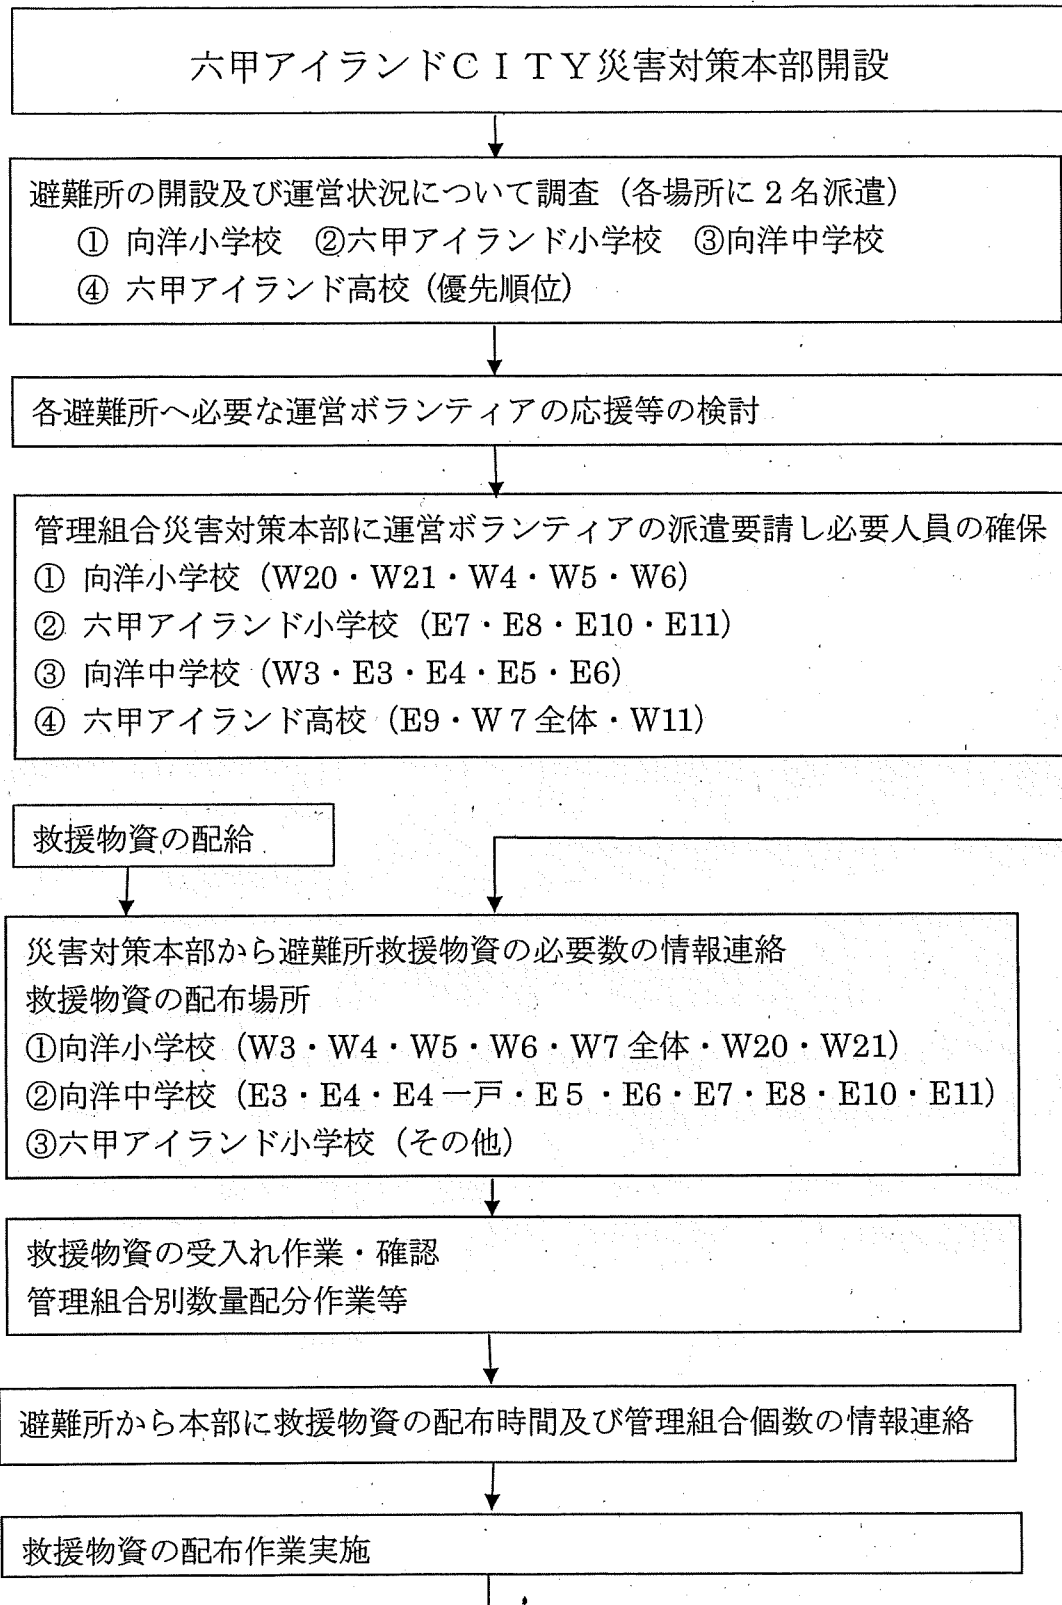 六甲アイランドCITY災害対策本部開設
避難所の開設及び運営状況について調査（各場所に2名派遣）
① 向洋小学校 ②六甲アイランド小学校 ③向洋中学校
④ 六甲アイランド高校（優先順位）
各避難所へ必要な運営ボランティアの応援等の検討
管理組合災害対策本部に運営ボランティアの派遣要請し必要人員の確保
① 向洋小学校（W20・W21・W4・W5・W6）
② 六甲アイランド小学校（E7・E8・E10・E11）
③ 向洋中学校（W3・E3・E4・E5・E6）
④ 六甲アイランド高校（E9・W7全体・W11）
救援物資の配給
災害対策本部から避難所救援物資の必要数の情報連絡
救援物資の配布場所
①向洋小学校（W3・W4・W5・W6・W7全体・W20・W21）
②向洋中学校（E3・E4・E4一戸・E5・E6・E7・E8・E10・E11）
③六甲アイランド小学校（その他）
救援物資の受入れ作業・確認
管理組合別数量配分作業等
避難所から本部に救援物資の配布時間及び管理組合個数の情報連絡
救援物資の配布作業実施